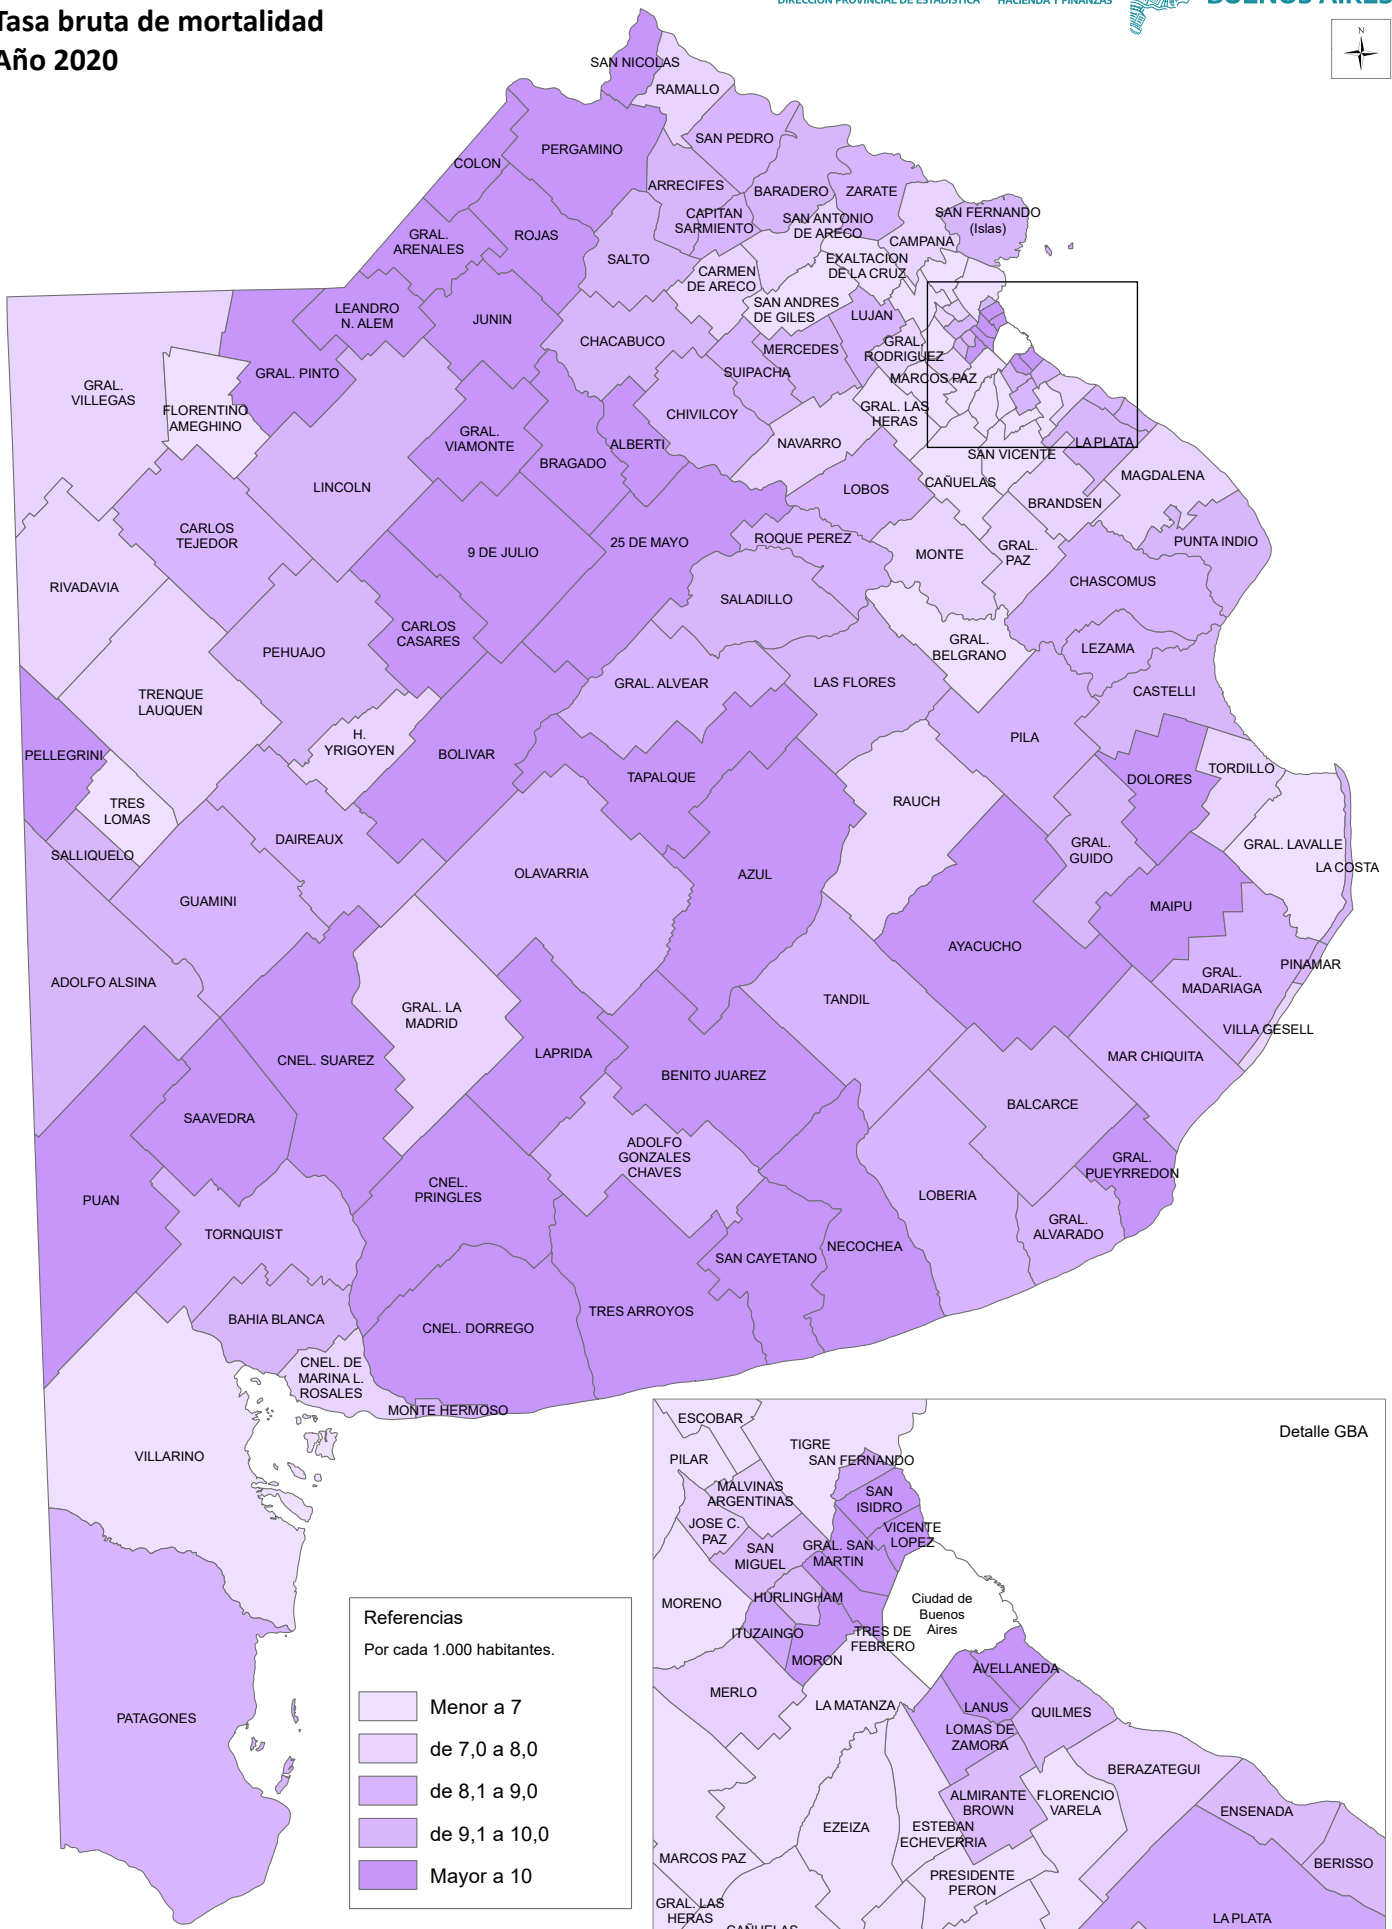 Tasa bruta de mortalidad
Año 2020
DIRECCIÓN PROVINCIAL DE ESTADÍSTICA
HACIENDA Y FINANZAS
BUENOS AIRES
N
SAN NICOLAS
RAMALLO
SAN PEDRO
PERGAMINO
COLON
ARRECIFES
BARADERO
ZARATE
CAPITAN
SARMIENTO
SAN ANTONIO
DE ARECO
SAN FERNANDO
(Islas)
CAMPANA
GRAL.
ARENALES
ROJAS
SALTO
CARMEN
DE ARECO
EXALTACION
DE LA CRUZ
SAN ANDRES
DE GILES
LUJAN
LEANDRO
N. ALEM
JUNIN
CHACABUCO
MERCEDES
GRAL.
RODRIGUEZ
SUIPACHA
MARCOS PAZ
GRAL. PINTO
GRAL.
VILLEGAS
FLORENTINO
AMEGHINO
CHIVILCOY
GRAL. LAS
HERAS
GRAL.
VIAMONTE
ALBERTI
NAVARRO
LA PLATA
BRAGADO
SAN VICENTE
MAGDALENA
LINCOLN
LOBOS
CAÑUELAS
BRANDSEN
CARLOS
TEJEDOR
9 DE JULIO
25 DE MAYO
ROQUE PEREZ
MONTE
GRAL.
PAZ
PUNTA INDIO
RIVADAVIA
CHASCOMUS
SALADILLO
CARLOS
CASARES
PEHUAJO
GRAL.
BELGRANO
LEZAMA
GRAL. ALVEAR
LAS FLORES
CASTELLI
TRENQUE
LAUQUEN
H.
YRIGOYEN
BOLIVAR
PILA
PELLEGRINI
TAPALQUE
DOLORES
TORDILLO
TRES
LOMAS
RAUCH
DAIREAUX
GRAL.
GUIDO
GRAL. LAVALLE
SALLIQUELO
LA COSTA
OLAVARRIA
AZUL
GUAMINI
MAIPU
AYACUCHO
ADOLFO ALSINA
GRAL.
MADARIAGA
PINAMAR
GRAL. LA
MADRID
TANDIL
VILLA GESELL
CNEL. SUAREZ
LAPRIDA
MAR CHIQUITA
BENITO JUAREZ
BALCARCE
SAAVEDRA
ADOLFO
GONZALES
CHAVES
GRAL.
PUEYRREDON
PUAN
CNEL.
PRINGLES
LOBERIA
GRAL.
ALVARADO
TORNQUIST
NECOCHEA
SAN CAYETANO
TRES ARROYOS
BAHIA BLANCA
CNEL. DORREGO
CNEL. DE
MARINA L.
ROSALES
MONTE HERMOSO
VILLARINO
PATAGONES
Referencias
Por cada 1.000 habitantes.
Menor a 7
de 7,0 a 8,0
de 8,1 a 9,0
de 9,1 a 10,0
Mayor a 10
Detalle GBA
ESCOBAR
TIGRE
PILAR
SAN FERNANDO
MALVINAS
ARGENTINAS
SAN
ISIDRO
JOSE C.
PAZ
VICENTE
LOPEZ
SAN
MIGUEL
GRAL. SAN
MARTIN
MORENO
HURLINGHAM
Ciudad de
Buenos
Aires
ITUZAINGO
TRES DE
FEBRERO
MORON
AVELLANEDA
MERLO
LA MATANZA
LANUS
QUILMES
LOMAS DE
ZAMORA
BERAZATEGUI
ALMIRANTE
BROWN
FLORENCIO
VARELA
EZEIZA
ESTEBAN
ECHEVERRIA
ENSENADA
MARCOS PAZ
BERISSO
PRESIDENTE
PERON
GRAL. LAS
HERAS
LA PLATA
CAÑUELAS